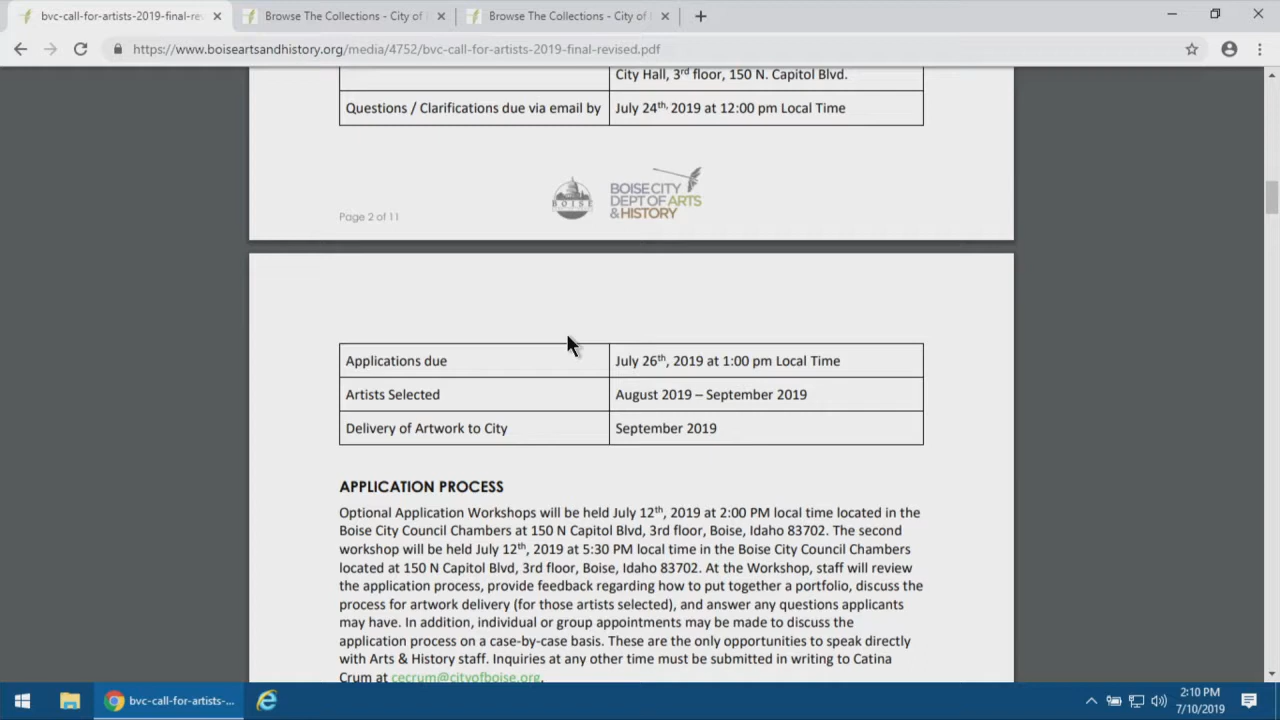 bvc-call-for-artists-2019-final-rev
Browse The Collections - City of
Browse The Collections - City of
https://www.boiseartsandhistory.org/media/4752/bvc-call-for-artists-2019-final-revised.pdf
City Hall, 3rd floor, 150 N. Capitol Blvd.
Questions / Clarifications due via email by
July 24th, 2019 at 12:00 pm Local Time
BOISE
BOISE CITY
DEPT OF ARTS
& HISTORY
Page 2 of 11
Applications due
July 26th, 2019 at 1:00 pm Local Time
Artists Selected
August 2019 – September 2019
Delivery of Artwork to City
September 2019
APPLICATION PROCESS
Optional Application Workshops will be held July 12th, 2019 at 2:00 PM local time located in the
Boise City Council Chambers at 150 N Capitol Blvd, 3rd floor, Boise, Idaho 83702. The second
workshop will be held July 12th, 2019 at 5:30 PM local time in the Boise City Council Chambers
located at 150 N Capitol Blvd, 3rd floor, Boise, Idaho 83702. At the Workshop, staff will review
the application process, provide feedback regarding how to put together a portfolio, discuss the
process for artwork delivery (for those artists selected), and answer any questions applicants
may have. In addition, individual or group appointments may be made to discuss the
application process on a case-by-case basis. These are the only opportunities to speak directly
with Arts & History staff. Inquiries at any other time must be submitted in writing to Catina
Crum at cecrum@cityofboise.org.
bvc-call-for-artists-...
2:10 PM
7/10/2019